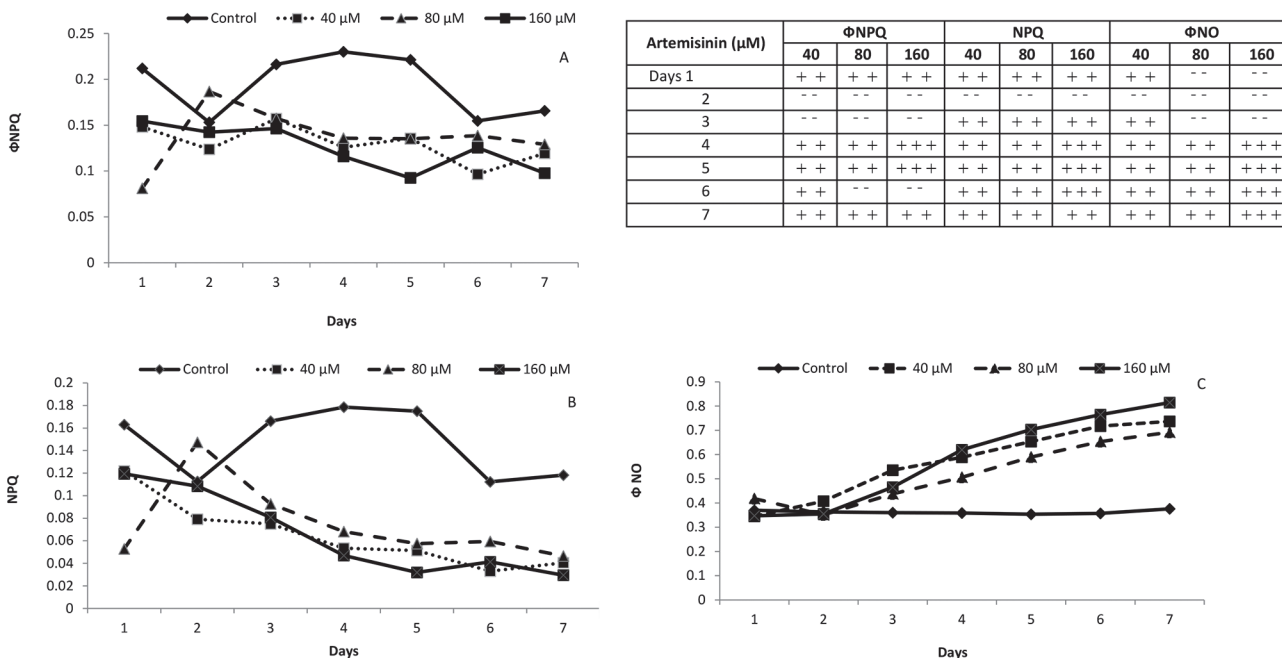 Control 40 µM 80 µM 160 µM
A
0.25
0.2
0.15
0.1
0.05
0
ΦNPQ
1 2 3 4 5 6 7
Days
Artemisinin (µM) ΦNPQ NPQ ΦNO
40 80 160 40 80 160 40 80 160
Days 1 + + + + + + + + + + + + + + -- --
2 -- -- -- -- -- -- -- -- --
3 -- -- -- + + + + + + + + -- --
4 + + + + + + + + + + + + + + + + + + + + +
5 + + + + + + + + + + + + + + + + + + + + +
6 + + -- -- + + + + + + + + + + + + + +
7 + + + + + + + + + + + + + + + + + + +
Control 40 µM 80 µM 160 µM
B
0.2
0.18
0.16
0.14
0.12
0.1
0.08
0.06
0.04
0.02
0
NPQ
1 2 3 4 5 6 7
Days
Control 40 µM 80 µM 160 µM
C
0.9
0.8
0.7
0.6
0.5
0.4
0.3
0.2
0.1
0
Φ NO
1 2 3 4 5 6 7
Days